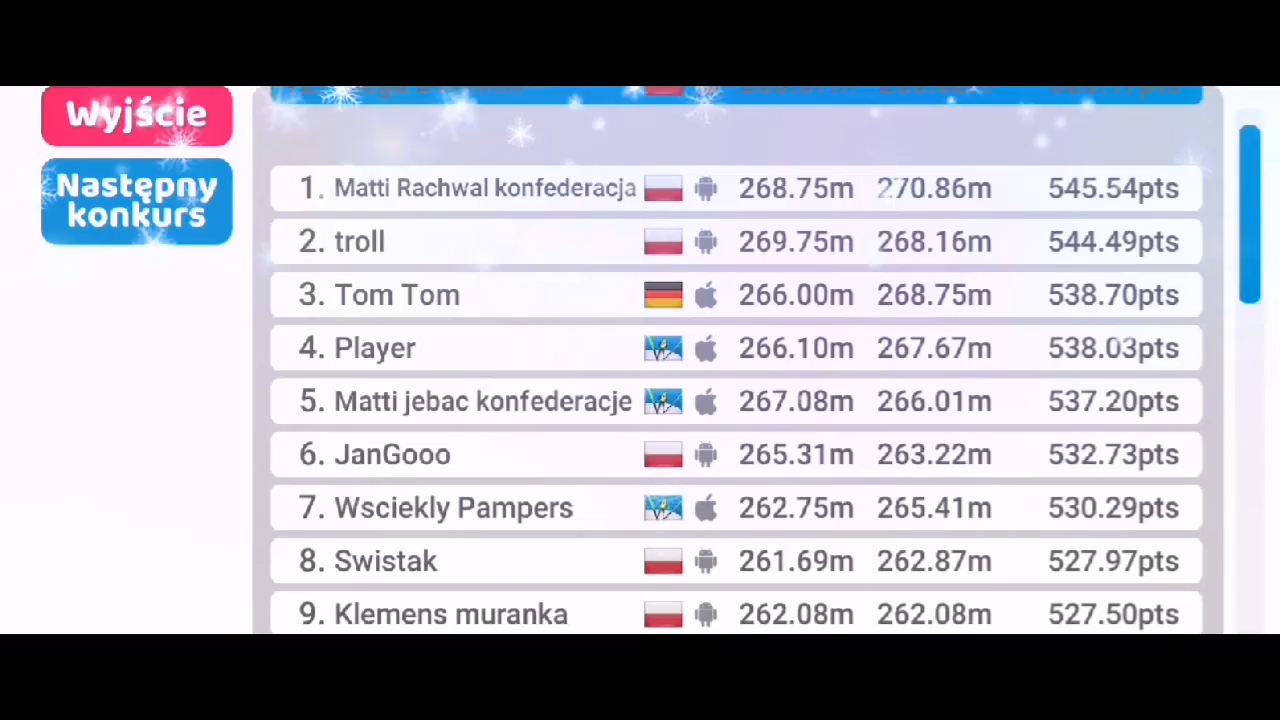 Wyjście
Następny
konkurs
1. Matti Rachwal konfederacja 268.75m 270.86m 545.54pts
2. troll 269.75m 268.16m 544.49pts
3. Tom Tom 266.00m 268.75m 538.70pts
4. Player 266.10m 267.67m 538.03pts
5. Matti jebac konfederacje 267.08m 266.01m 537.20pts
6. JanGooo 265.31m 263.22m 532.73pts
7. Wsciekly Pampers 262.75m 265.41m 530.29pts
8. Swistak 261.69m 262.87m 527.97pts
9. Klemens muranka 262.08m 262.08m 527.50pts